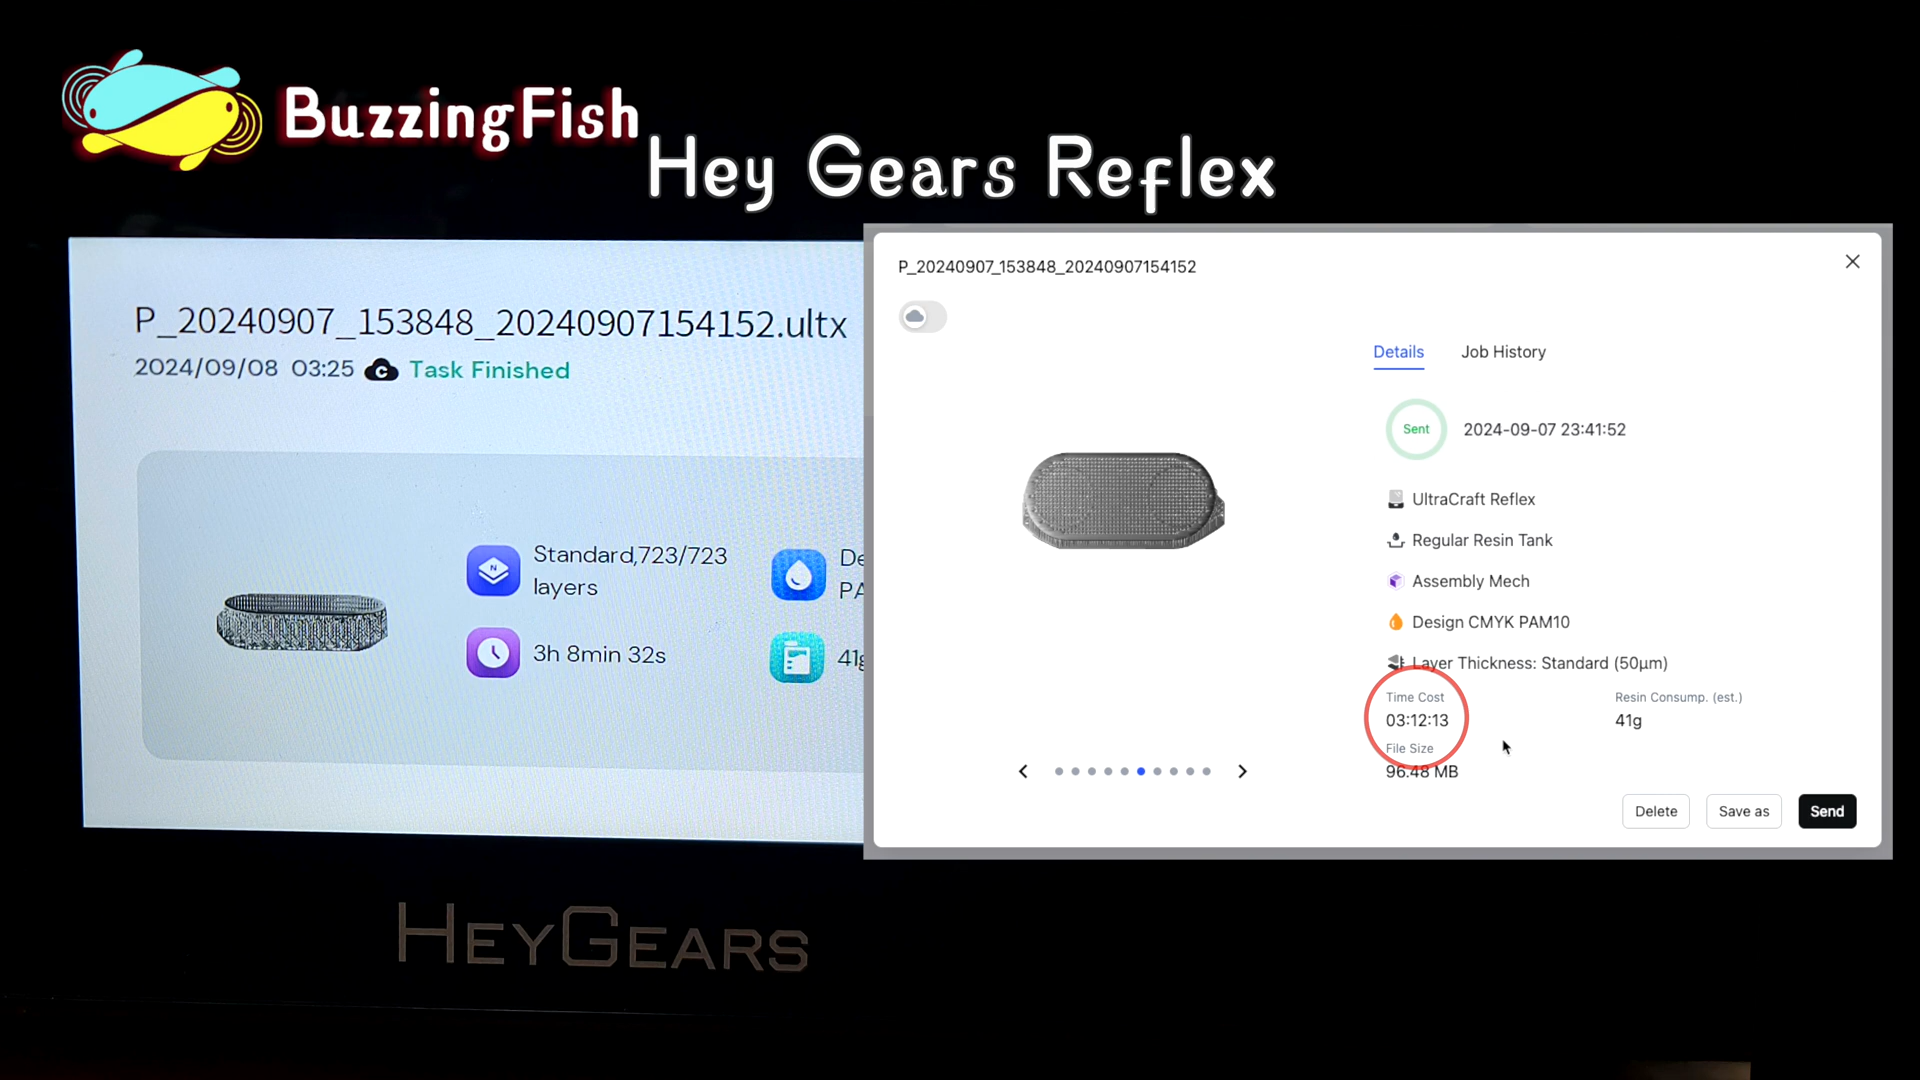 BuzzingFish
Hey Gears Reflex
P_20240907_153848_20240907154152.ultx
2024/09/08 03:25 C Task Finished
N
Standard,723/723
layers
3h 8min 32s
41g
P_20240907_153848_20240907154152
Details Job History
Sent 2024-09-07 23:41:52
UltraCraft Reflex
Regular Resin Tank
Assembly Mech
Design CMYK PAM10
Layer Thickness: Standard (50μm)
Time Cost Resin Consump. (est.)
03:12:13 41g
File Size
96.48 MB
Delete Save as Send
HEYGEARS